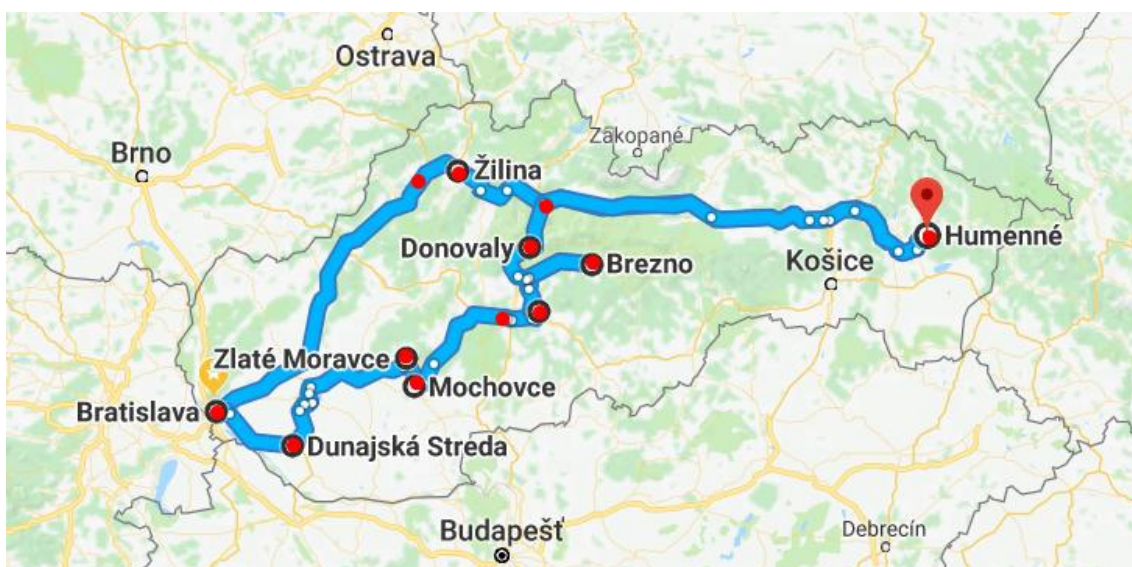 Ostrava
Zakopané
Brno
Žilina
Donovaly
Brezno
Humenné
Košice
Zlaté Moravce
Mochovce
Bratislava
Dunajská Streda
Budapešť
Debrecín